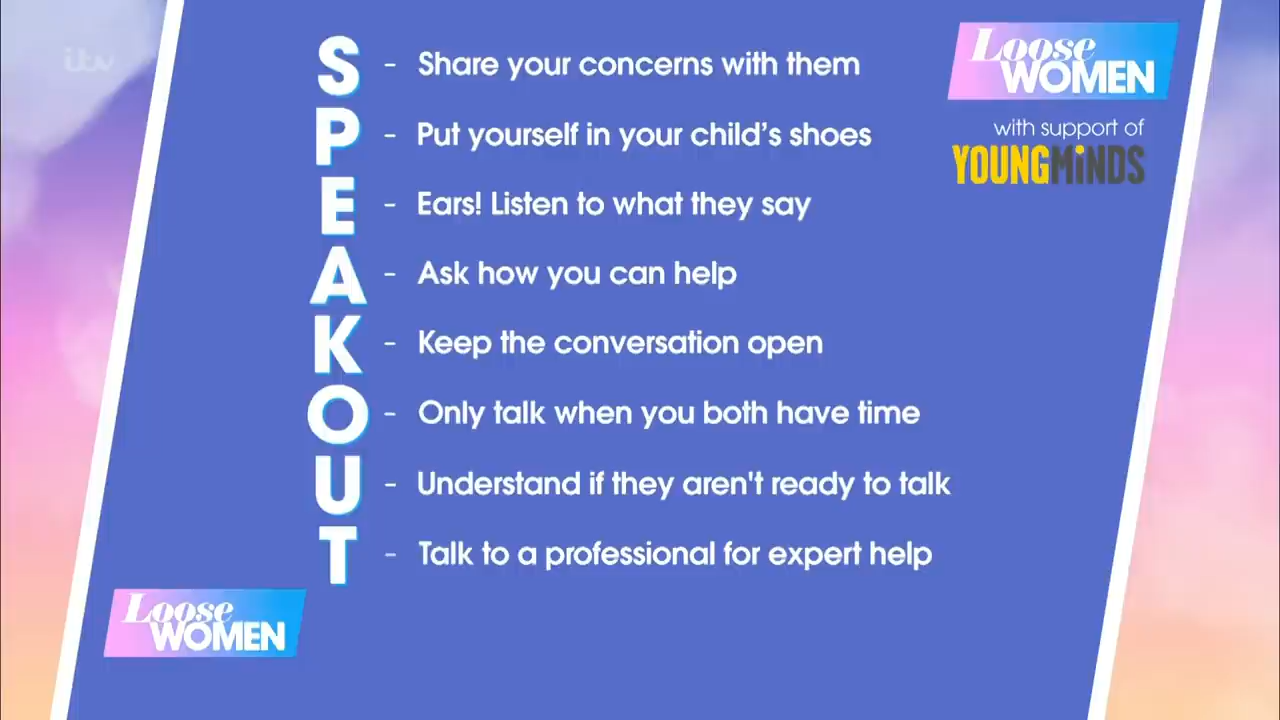 itv
Loose
WOMEN
with support of
YOUNGMiNDS
S - Share your concerns with them
P - Put yourself in your child's shoes
E - Ears! Listen to what they say
A - Ask how you can help
K - Keep the conversation open
O - Only talk when you both have time
U - Understand if they aren't ready to talk
T - Talk to a professional for expert help
Loose
WOMEN